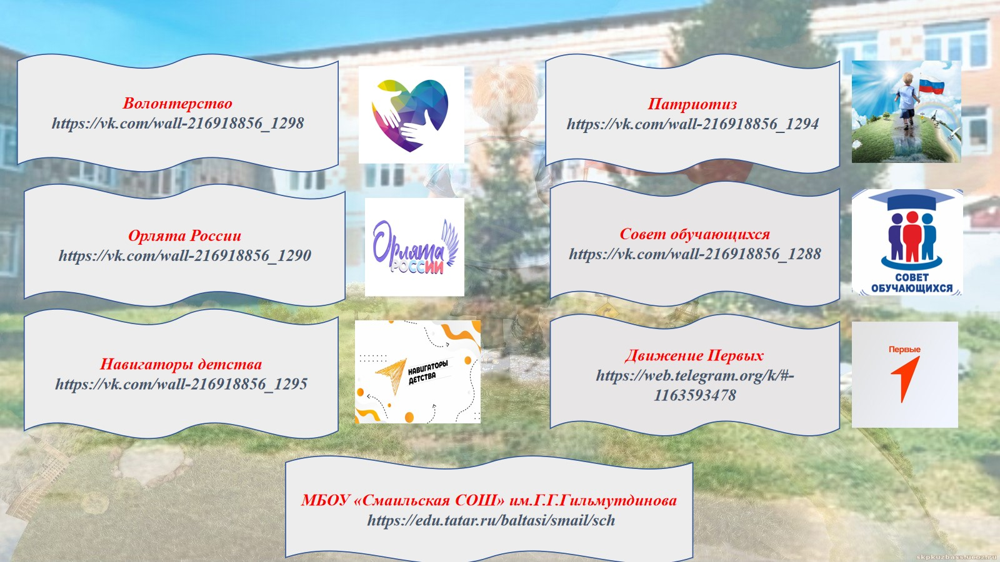 Волонтерство
https://vk.com/wall-216918856_1298
Патриотиз
https://vk.com/wall-216918856_1294
Орлята России
https://vk.com/wall-216918856_1290
Орлята
РОССИИ
Совет обучающихся
https://vk.com/wall-216918856_1288
СОВЕТ
ОБУЧАЮЩИХСЯ
Навигаторы детства
https://vk.com/wall-216918856_1295
НАВИГАТОРЫ
ДЕТСТВА
Движение Первых
https://web.telegram.org/k/#-
1163593478
Первые
МБОУ «Смаильская СОШ» им.Г.Г.Гильмутдинова
https://edu.tatar.ru/baltasi/smail/sch
skpkuzbass.ucoz.ru